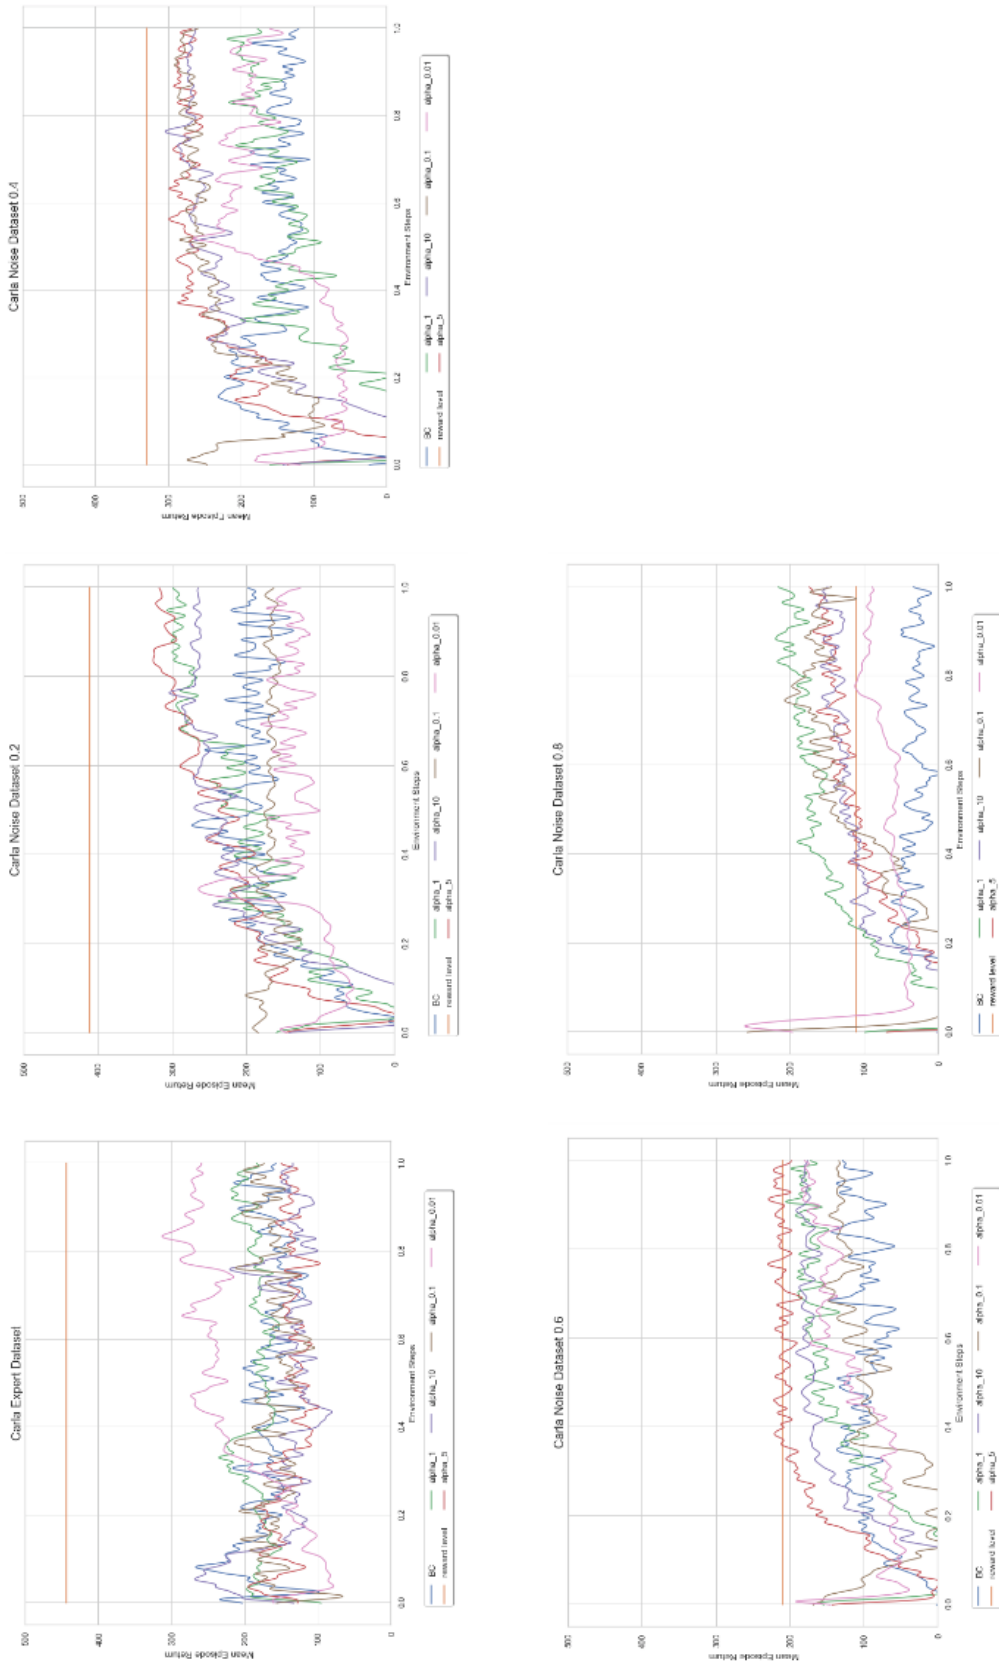 Carla Expert Dataset
500
400
300
200
100
0
Mean Episode Return
0.0 0.2 0.4 0.6 0.8 1.0
Environment Steps
BC alpha_1 alpha_10 alpha_0.1 alpha_0.01
reward level alpha_5
Carla Noise Dataset 0.2
500
400
300
200
100
0
Mean Episode Return
0.0 0.2 0.4 0.6 0.8 1.0
Environment Steps
BC alpha_1 alpha_10 alpha_0.1 alpha_0.01
reward level alpha_5
Carla Noise Dataset 0.4
500
400
300
200
100
0
Mean Episode Return
0.0 0.2 0.4 0.6 0.8 1.0
Environment Steps
BC alpha_1 alpha_10 alpha_0.1 alpha_0.01
reward level alpha_5
Carla Noise Dataset 0.6
500
400
300
200
100
0
Mean Episode Return
0.0 0.2 0.4 0.6 0.8 1.0
Environment Steps
BC alpha_1 alpha_10 alpha_0.1 alpha_0.01
reward level alpha_5
Carla Noise Dataset 0.8
500
400
300
200
100
0
Mean Episode Return
0.0 0.2 0.4 0.6 0.8 1.0
Environment Steps
BC alpha_1 alpha_10 alpha_0.1 alpha_0.01
reward level alpha_5